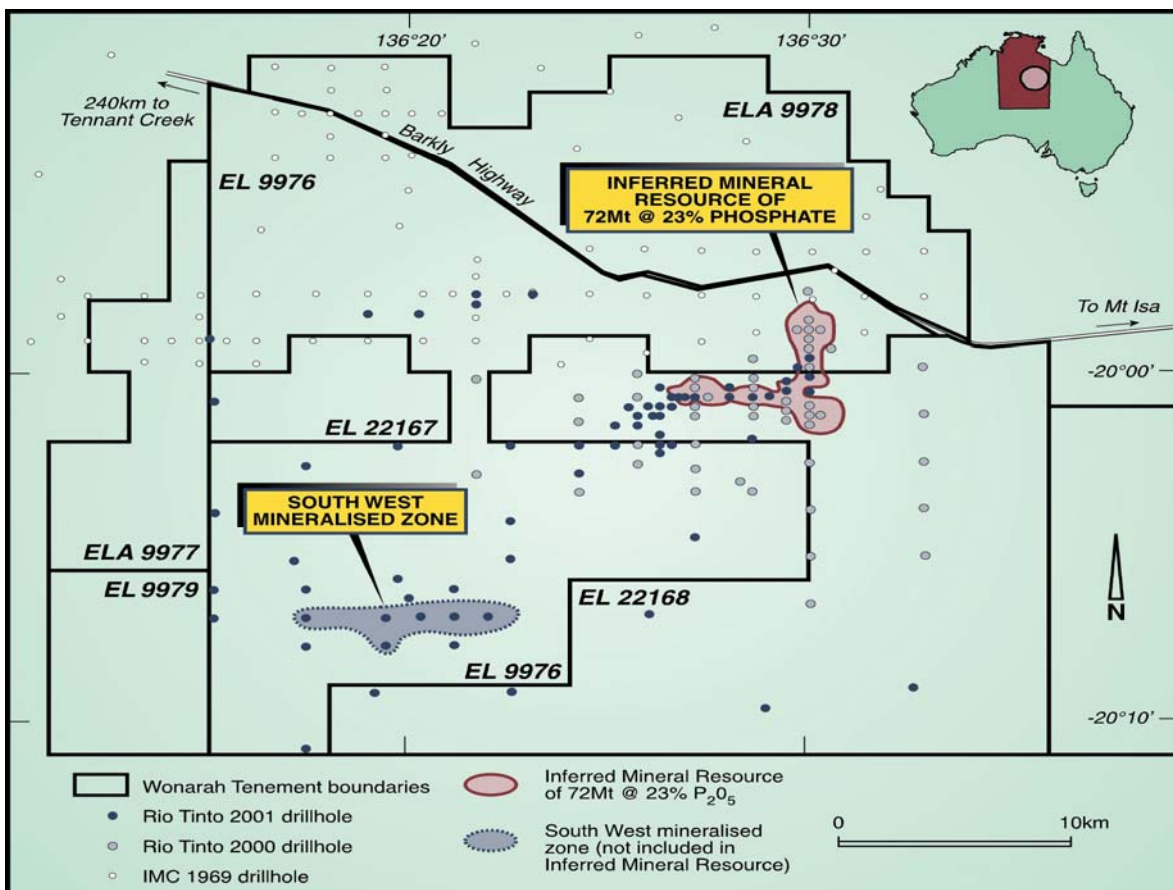 136°20'
136°30'
240km to
Tennant Creek
ELA 9978
Barkly Highway
EL 9976
INFERRED MINERAL
RESOURCE OF
72Mt @ 23% PHOSPHATE
To Mt Isa
-20°00'
EL 22167
SOUTH WEST
MINERALISED ZONE
ELA 9977
EL 9979
EL 22168
N
EL 9976
-20°10'
Wonarah Tenement boundaries
Rio Tinto 2001 drillhole
Rio Tinto 2000 drillhole
IMC 1969 drillhole
Inferred Mineral Resource
of 72Mt @ 23% P₂0₅
South West mineralised
zone (not included in
Inferred Mineral Resource)
0 10km